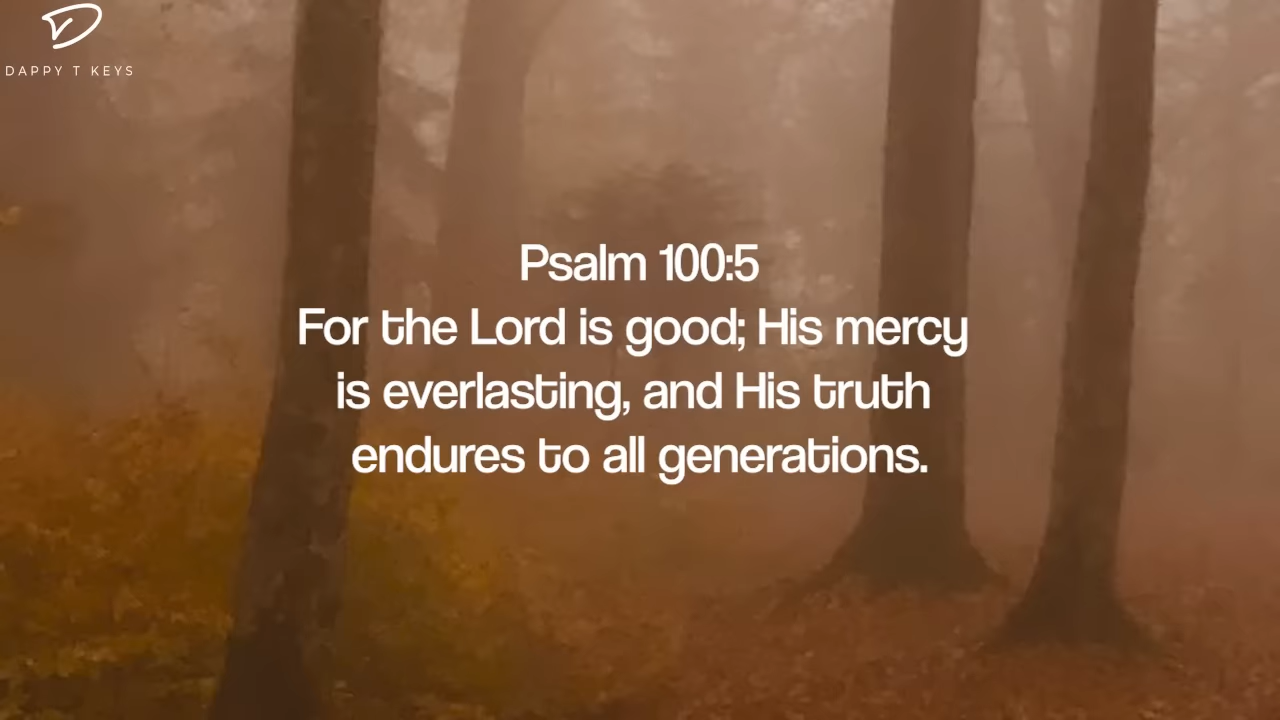 DAPPY T KEYS
Psalm 100:5
For the Lord is good; His mercy
is everlasting, and His truth
endures to all generations.